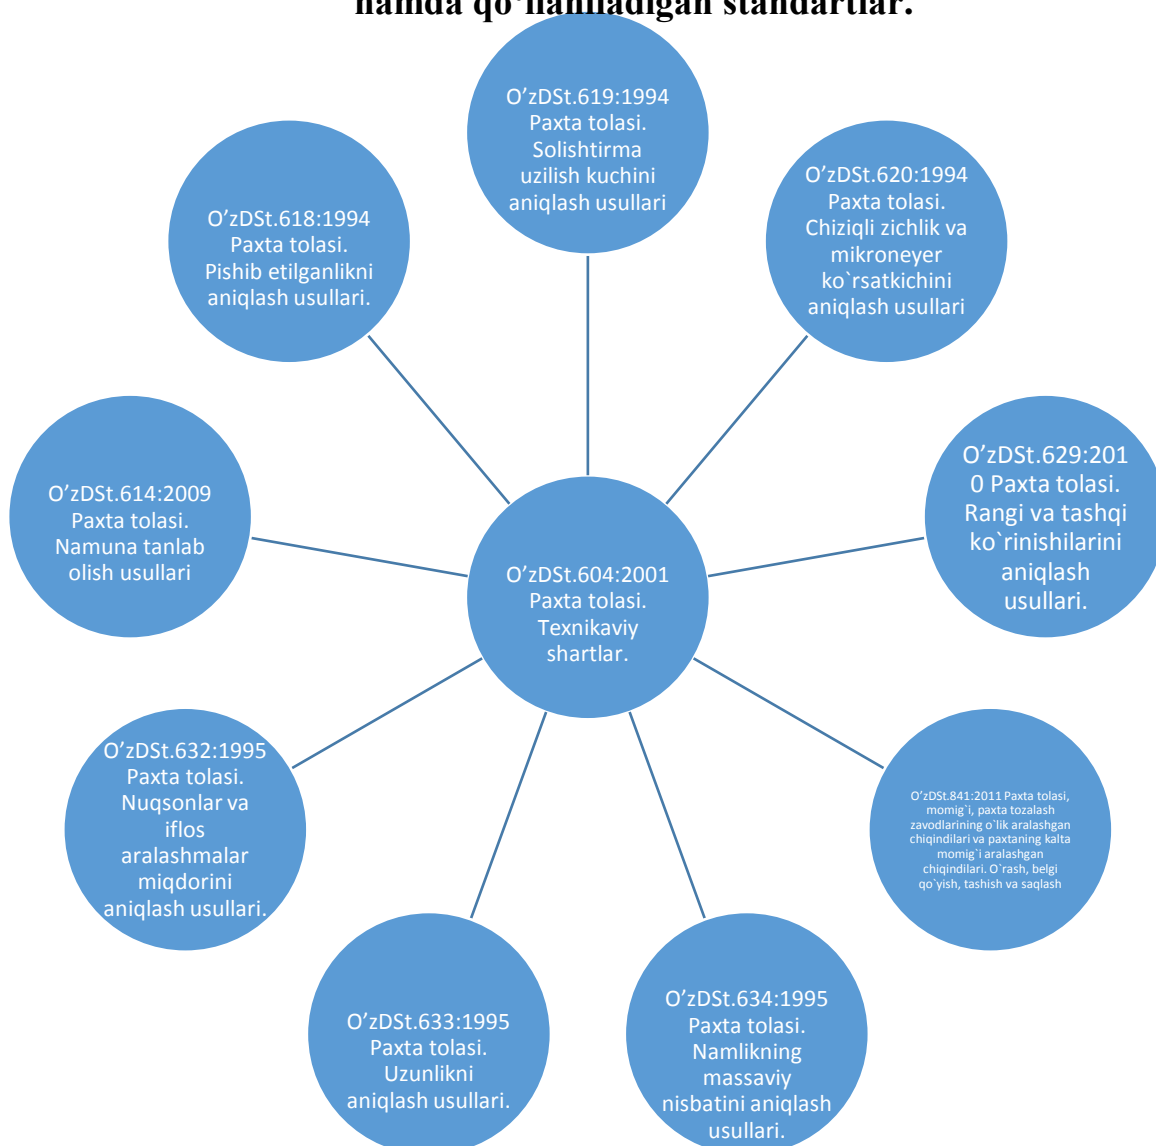 hamda qo'llaniladigan standartlar.
O'zDSt.619:1994
Paxta tolasi.
Solishtirma
uzilish kuchini
aniqlash usullari
O'zDSt.620:1994
Paxta tolasi.
Chiziqli zichlik va
mikroneyer
ko`rsatkichini
aniqlash usullari
O'zDSt.629:201
0 Paxta tolasi.
Rangi va tashqi
ko`rinishilarini
aniqlash
usullari.
O'zDSt.841:2011 Paxta tolasi,
momig`i, paxta tozalash
zavodlarining o`lik aralashgan
chiqindilari va paxtaning kalta
momig`i aralashgan
chiqindilari. O`rash, belgi
qo`yish, tashish va saqlash
O'zDSt.634:1995
Paxta tolasi.
Namlikning
massaviy
nisbatini aniqlash
usullari.
O'zDSt.633:1995
Paxta tolasi.
Uzunlikni
aniqlash usullari.
O'zDSt.632:1995
Paxta tolasi.
Nuqsonlar va
iflos
aralashmalar
miqdorini
aniqlash usullari.
O'zDSt.614:2009
Paxta tolasi.
Namuna tanlab
olish usullari
O'zDSt.618:1994
Paxta tolasi.
Pishib etilganlikni
aniqlash usullari.
O'zDSt.604:2001
Paxta tolasi.
Texnikaviy
shartlar.